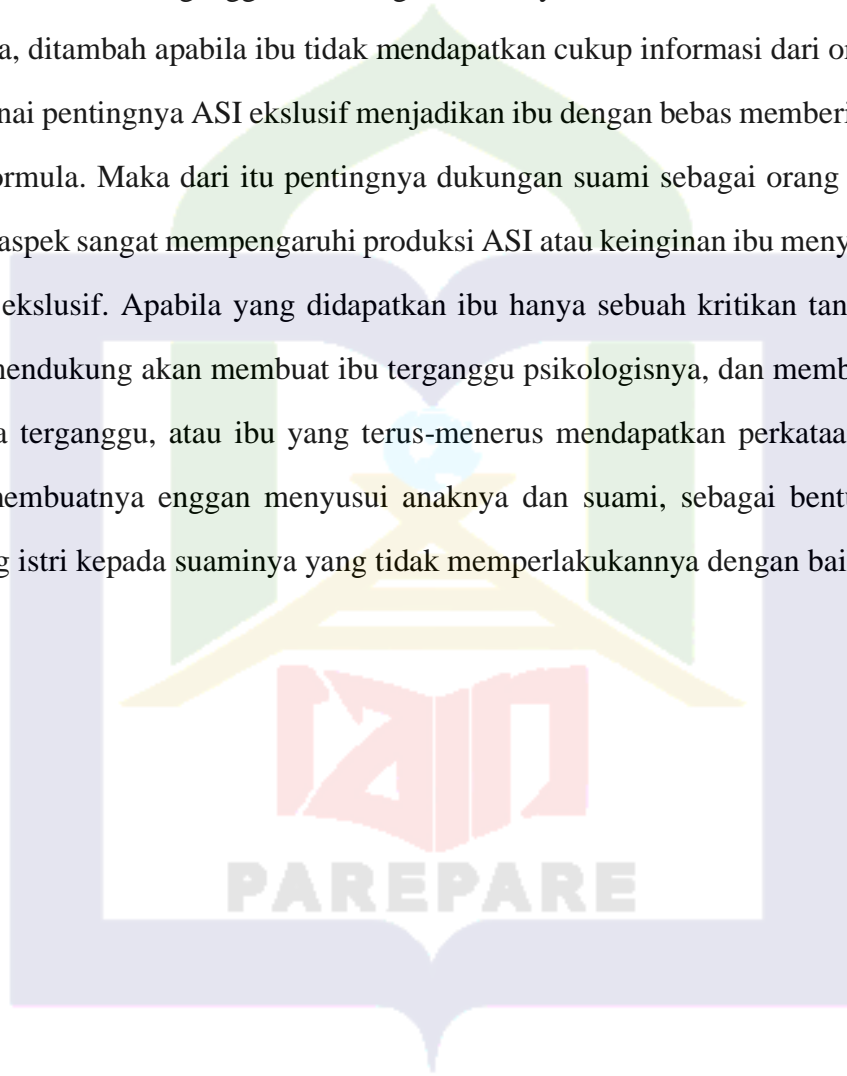 a, ditambah apabila ibu tidak mendapatkan cukup informasi dari or
nai pentingnya ASI ekslusif menjadikan ibu dengan bebas memberi
ormula. Maka dari itu pentingnya dukungan suami sebagai orang
aspek sangat mempengaruhi produksi ASI atau keinginan ibu meny
ekslusif. Apabila yang didapatkan ibu hanya sebuah kritikan tan
mendukung akan membuat ibu terganggu psikologisnya, dan memb
a terganggu, atau ibu yang terus-menerus mendapatkan perkataa
membuatnya enggan menyusui anaknya dan suami, sebagai bentu
g istri kepada suaminya yang tidak memperlakukannya dengan bai
iain
PAREPARE